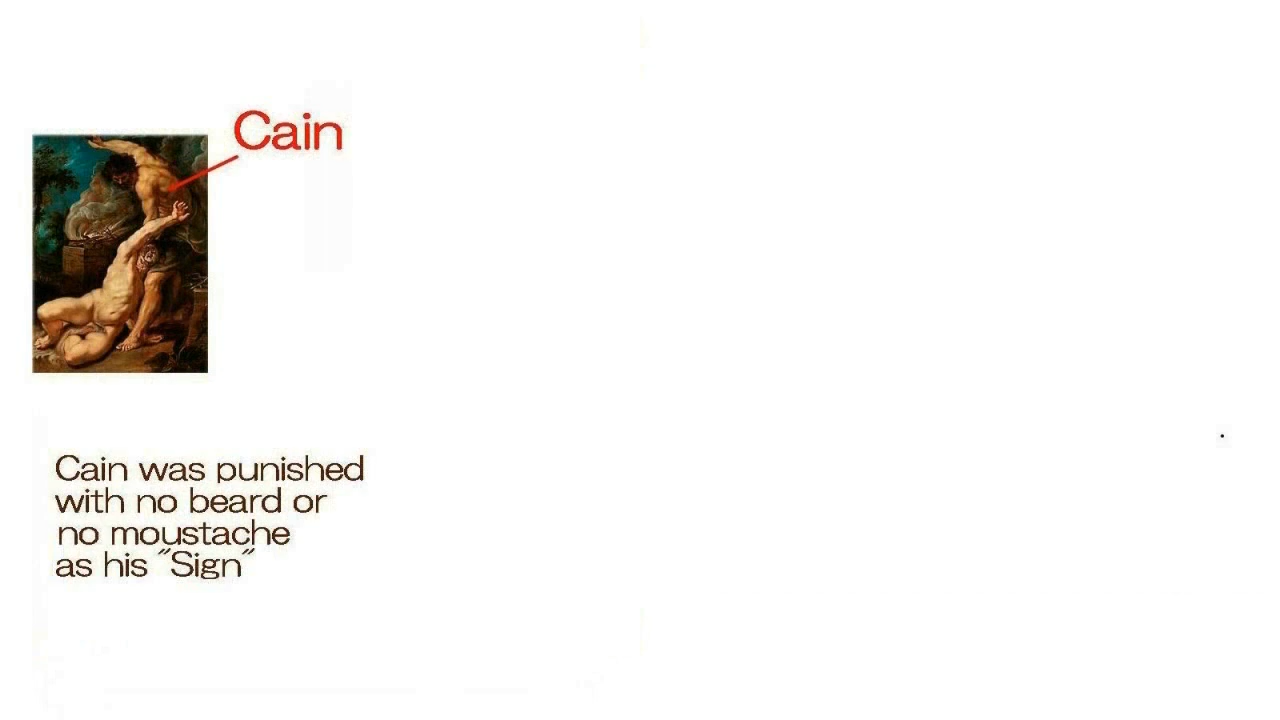 Cain
Cain was punished
with no beard or
no moustache
as his "Sign"